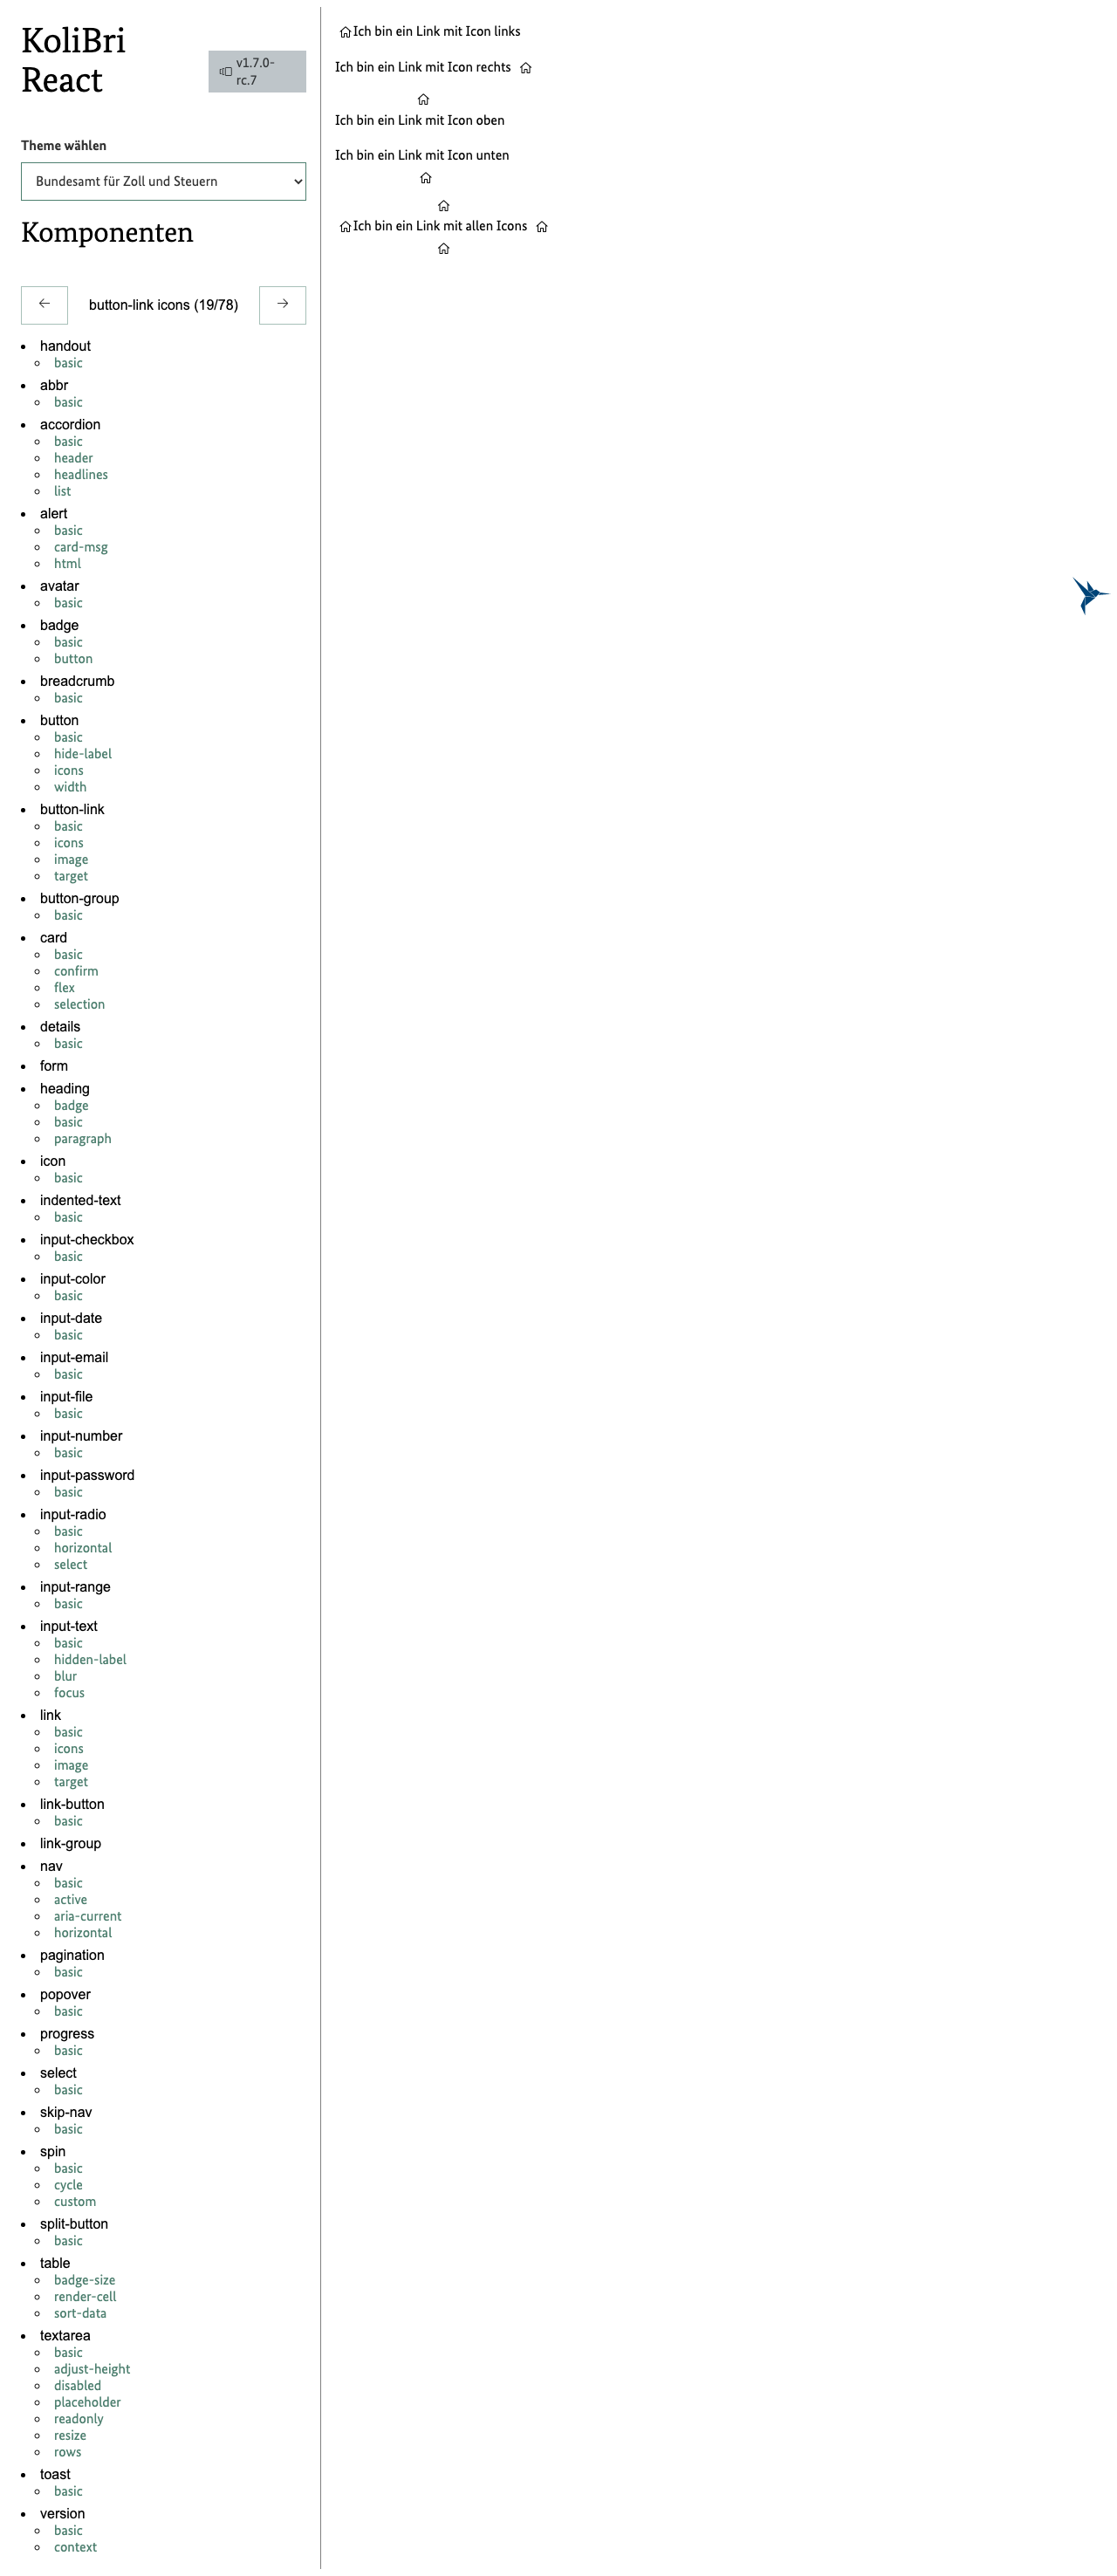 KoliBri
React
v1.7.0-
rc.7
Theme wählen
Bundesamt für Zoll und Steuern
Komponenten
button-link icons (19/78)
handout
basic
abbr
basic
accordion
basic
header
headlines
list
alert
basic
card-msg
html
avatar
basic
badge
basic
button
breadcrumb
basic
button
basic
hide-label
icons
width
button-link
basic
icons
image
target
button-group
basic
card
basic
confirm
flex
selection
details
basic
form
heading
badge
basic
paragraph
icon
basic
indented-text
basic
input-checkbox
basic
input-color
basic
input-date
basic
input-email
basic
input-file
basic
input-number
basic
input-password
basic
input-radio
basic
horizontal
select
input-range
basic
input-text
basic
hidden-label
blur
focus
link
basic
icons
image
target
link-button
basic
link-group
nav
basic
active
aria-current
horizontal
pagination
basic
popover
basic
progress
basic
select
basic
skip-nav
basic
spin
basic
cycle
custom
split-button
basic
table
badge-size
render-cell
sort-data
textarea
basic
adjust-height
disabled
placeholder
readonly
resize
rows
toast
basic
version
basic
context
Ich bin ein Link mit Icon links
Ich bin ein Link mit Icon rechts
Ich bin ein Link mit Icon oben
Ich bin ein Link mit Icon unten
Ich bin ein Link mit allen Icons